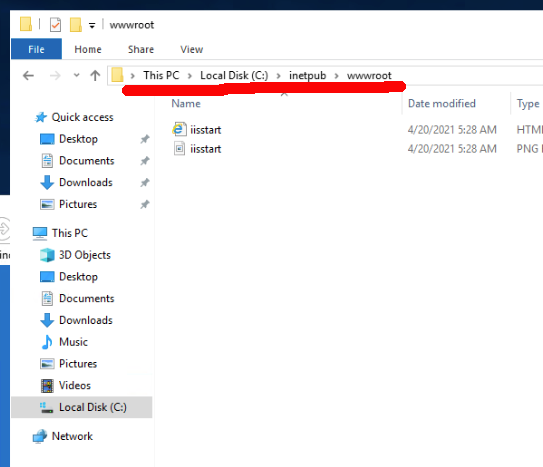 wwwroot
File Home Share View
This PC Local Disk (C:) inetpub wwwroot
Name Date modified Type
iisstart 4/20/2021 5:28 AM HTM
iisstart 4/20/2021 5:28 AM PNG
Quick access
Desktop
Documents
Downloads
Pictures
This PC
3D Objects
Desktop
Documents
Downloads
Music
Pictures
Videos
Local Disk (C:)
Network